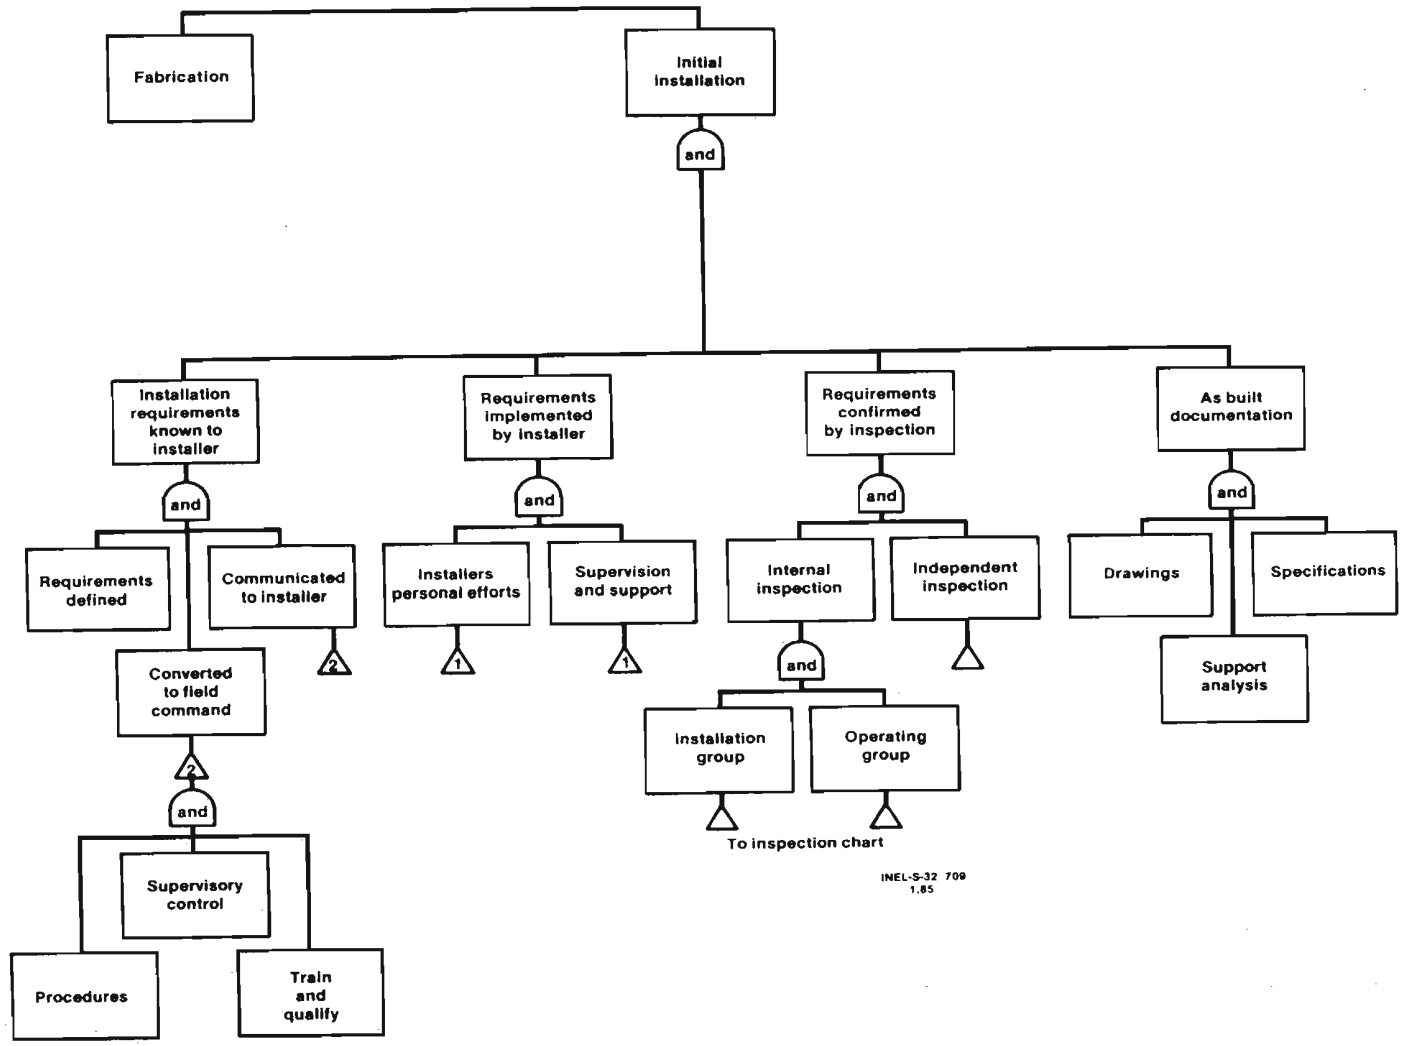 Fabrication
Initial
installation
and
Installation
requirements
known to
installer
Requirements
implemented
by installer
Requirements
confirmed
by inspection
As built
documentation
and
and
and
and
Requirements
defined
Communicated
to installer
Installers
personal efforts
Supervision
and support
Internal
inspection
Independent
inspection
Drawings
Specifications
2
1
1
and
Converted
to field
command
Support
analysis
2
and
Installation
group
Operating
group
To inspection chart
Supervisory
control
INEL-S-32 709
1.85
Procedures
Train
and
qualify